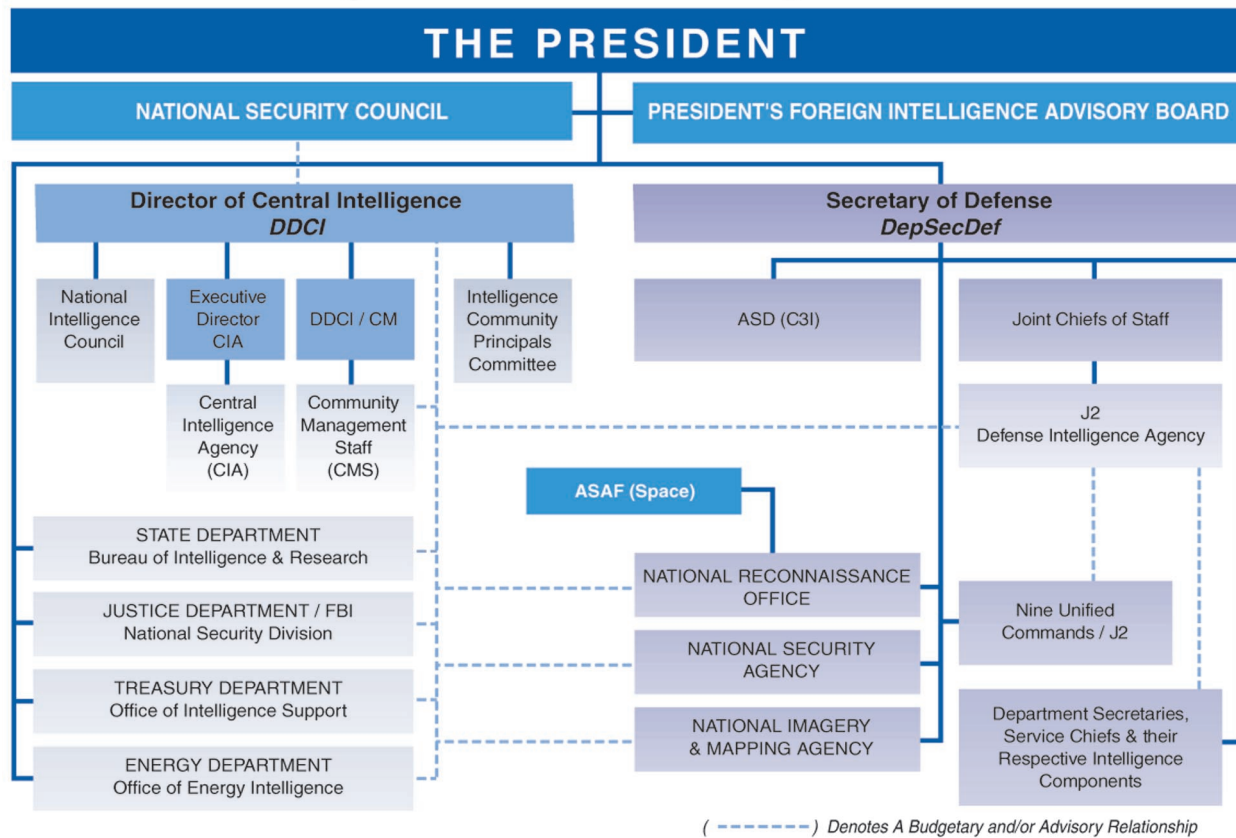 THE PRESIDENT
NATIONAL SECURITY COUNCIL
PRESIDENT'S FOREIGN INTELLIGENCE ADVISORY BOARD
Director of Central Intelligence
DDCI
Secretary of Defense
DepSecDef
National
Intelligence
Council
Executive
Director
CIA
DDCI / CM
Intelligence
Community
Principals
Committee
ASD (C3I)
Joint Chiefs of Staff
Central
Intelligence
Agency
(CIA)
Community
Management
Staff
(CMS)
J2
Defense Intelligence Agency
ASAF (Space)
STATE DEPARTMENT
Bureau of Intelligence & Research
JUSTICE DEPARTMENT / FBI
National Security Division
TREASURY DEPARTMENT
Office of Intelligence Support
ENERGY DEPARTMENT
Office of Energy Intelligence
NATIONAL RECONNAISSANCE
OFFICE
NATIONAL SECURITY
AGENCY
NATIONAL IMAGERY
& MAPPING AGENCY
Nine Unified
Commands / J2
Department Secretaries,
Service Chiefs & their
Respective Intelligence
Components
( ------- ) Denotes A Budgetary and/or Advisory Relationship